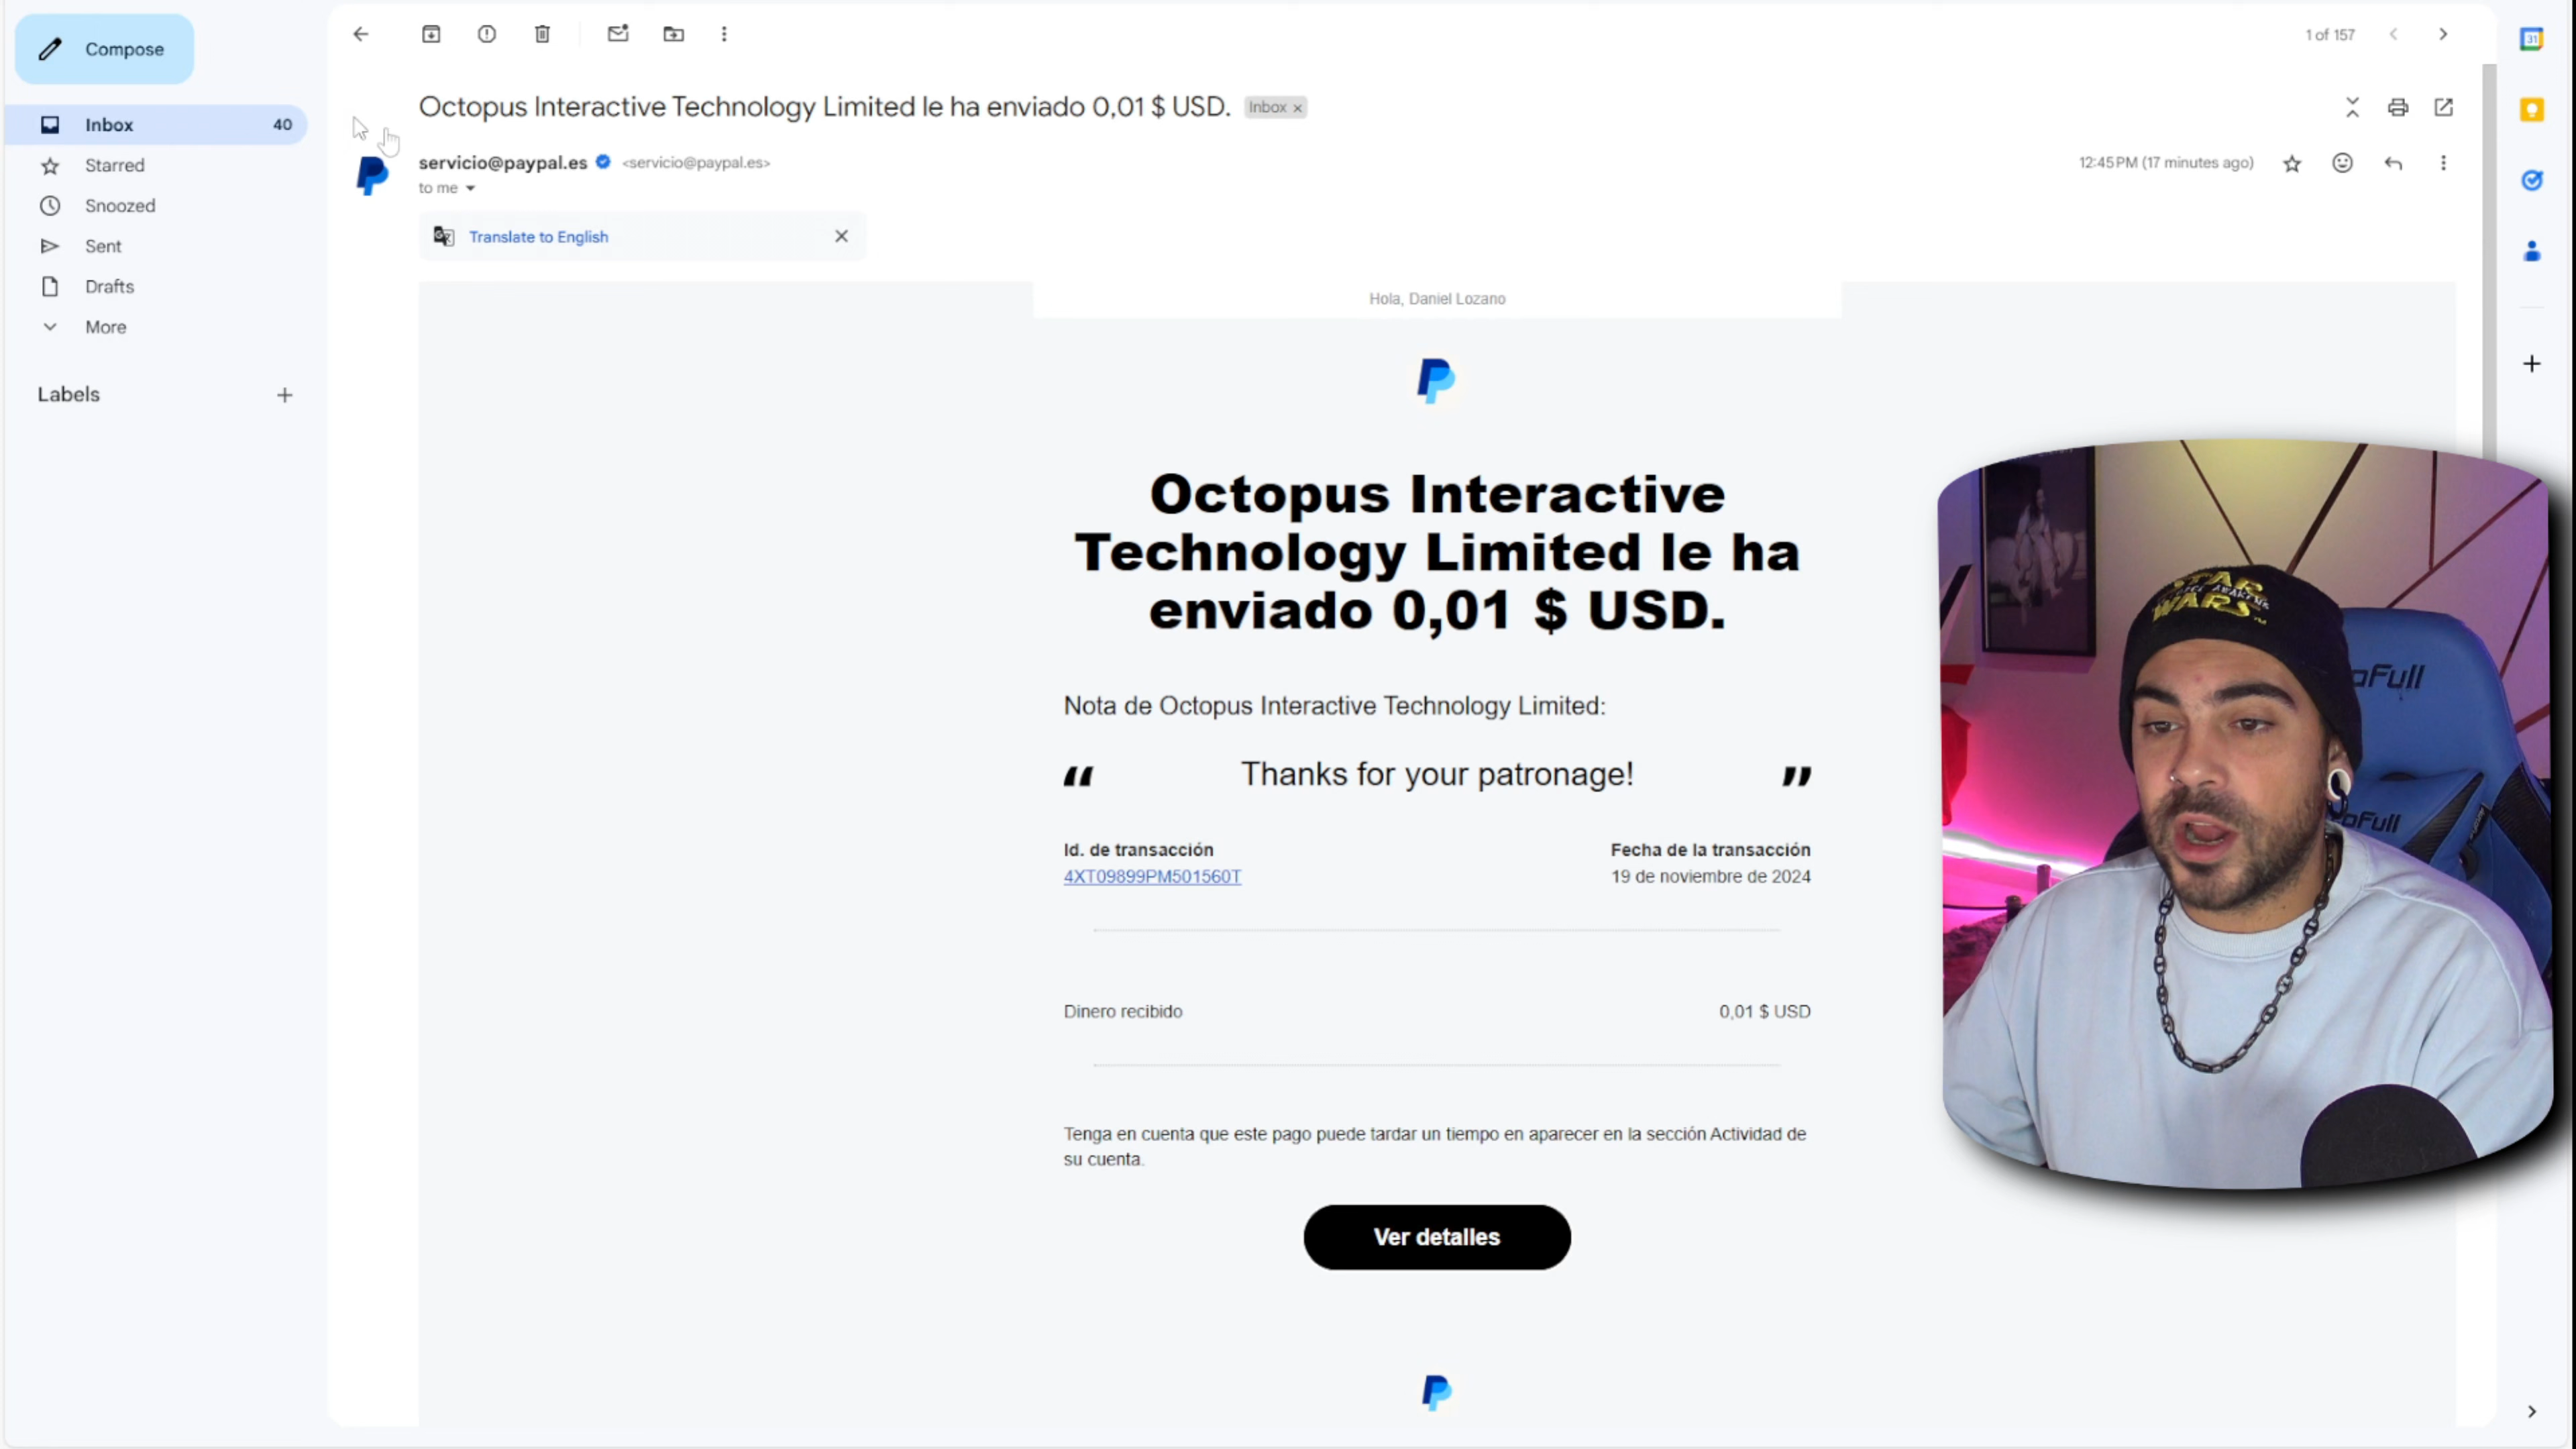 Compose
Inbox 40
Starred
Snoozed
Sent
Drafts
More
Labels
1 of 157
31
Octopus Interactive Technology Limited le ha enviado 0,01 $ USD. Inbox ×
servicio@paypal.es <servicio@paypal.es>
12:45 PM (17 minutes ago)
to me
Translate to English
Hola, Daniel Lozano
Octopus Interactive
Technology Limited le ha
enviado 0,01 $ USD.
Nota de Octopus Interactive Technology Limited:
“ Thanks for your patronage! ”
Id. de transacción Fecha de la transacción
4XT09899PM501560T 19 de noviembre de 2024
Dinero recibido 0,01 $ USD
Tenga en cuenta que este pago puede tardar un tiempo en aparecer en la sección Actividad de
su cuenta.
Ver detalles
STAR
WARS